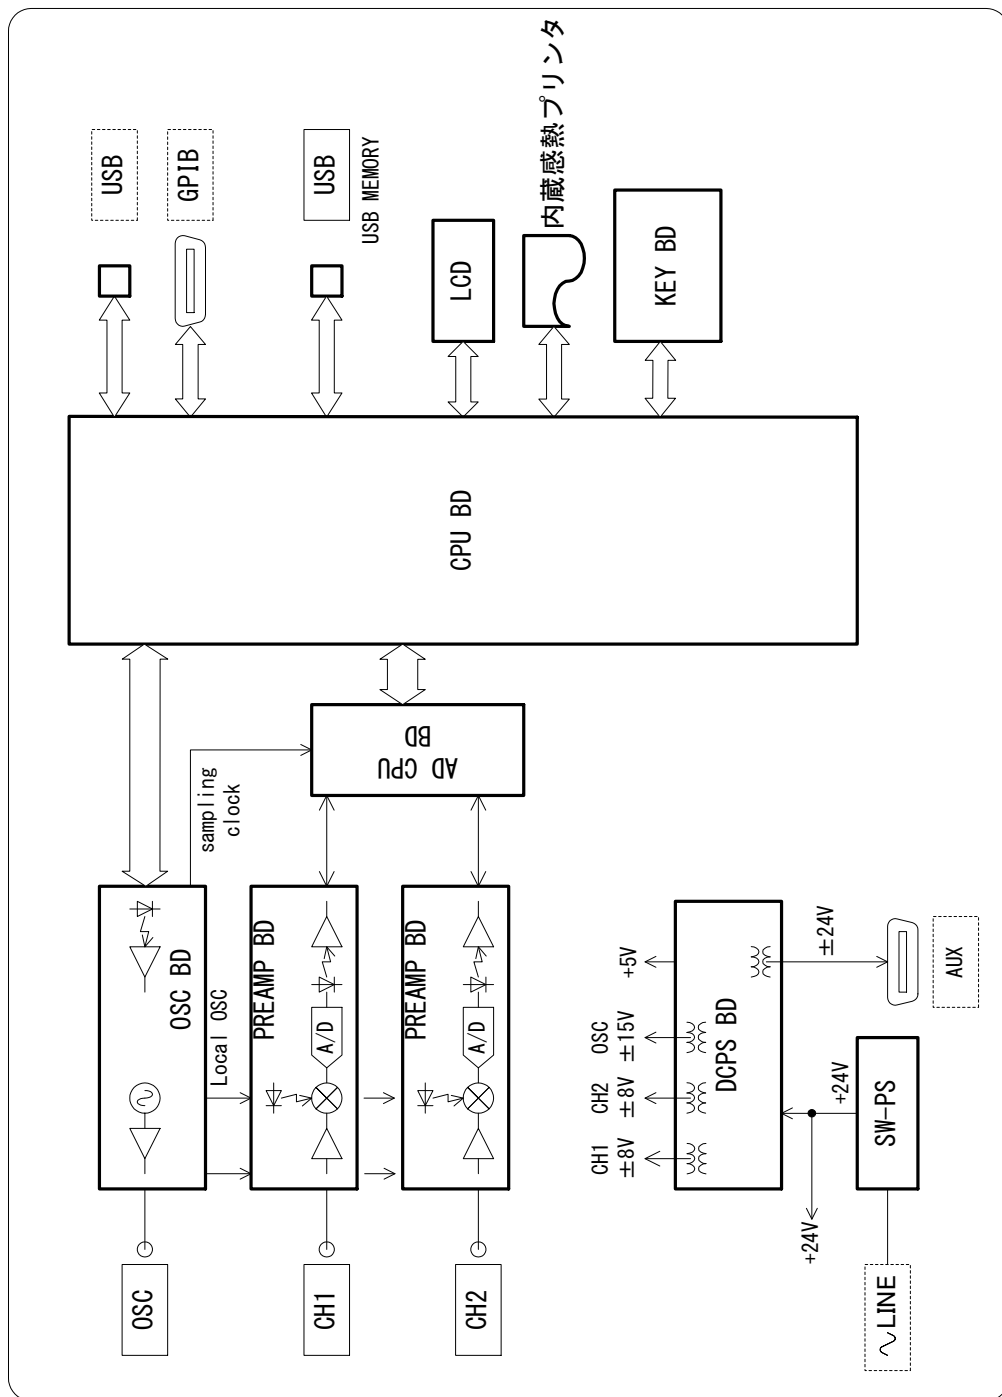 OSC
CH1
CH2
OSC BD
Local OSC
PREAMP BD
A/D
PREAMP BD
A/D
sampling
clock
AD CPU
BD
CPU BD
USB
GPIB
USB
USB MEMORY
LCD
内蔵感熱プリンタ
KEY BD
LINE
SW-PS
+24V
+24V
DCPS BD
CH1
±8V
CH2
±8V
OSC
±15V
+5V
±24V
AUX